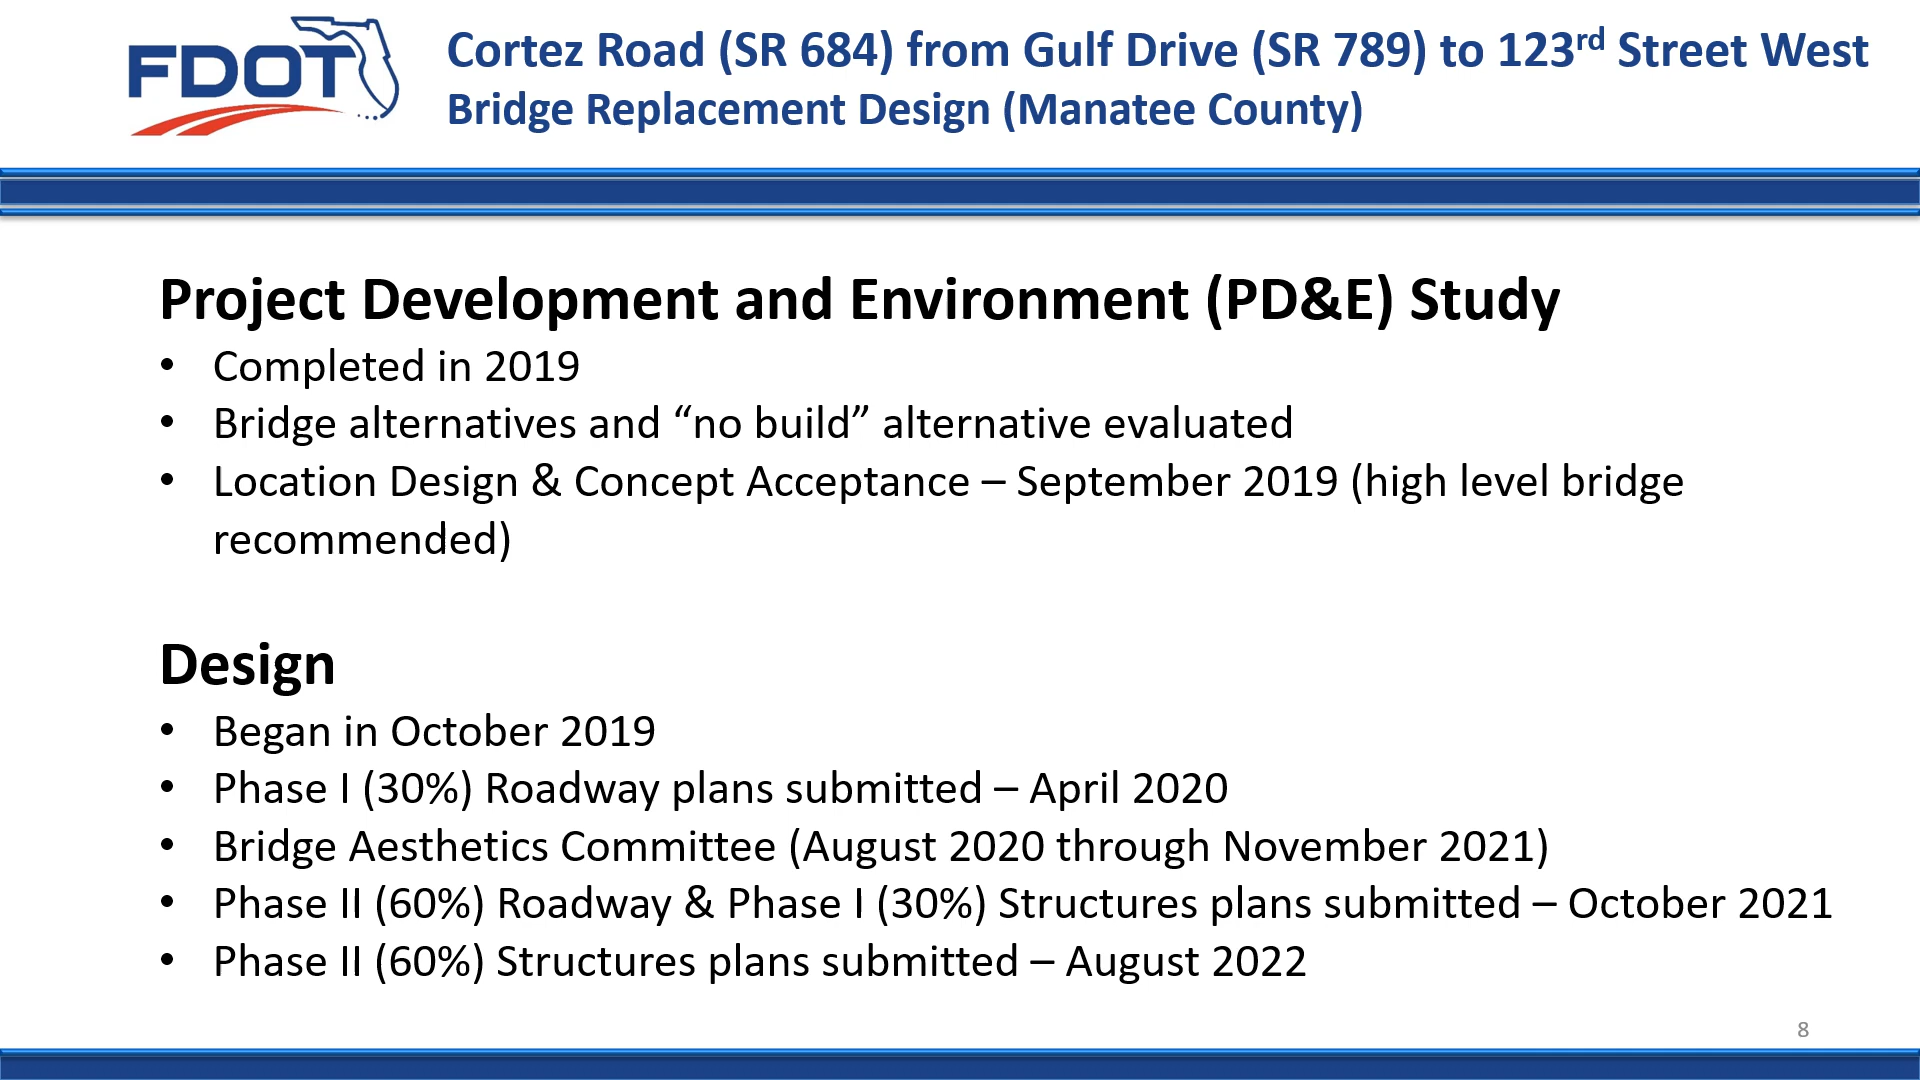 FDOT
Cortez Road (SR 684) from Gulf Drive (SR 789) to 123rd Street West
Bridge Replacement Design (Manatee County)
Project Development and Environment (PD&E) Study
• Completed in 2019
• Bridge alternatives and “no build” alternative evaluated
• Location Design & Concept Acceptance – September 2019 (high level bridge
recommended)
Design
• Began in October 2019
• Phase I (30%) Roadway plans submitted – April 2020
• Bridge Aesthetics Committee (August 2020 through November 2021)
• Phase II (60%) Roadway & Phase I (30%) Structures plans submitted – October 2021
• Phase II (60%) Structures plans submitted – August 2022
8